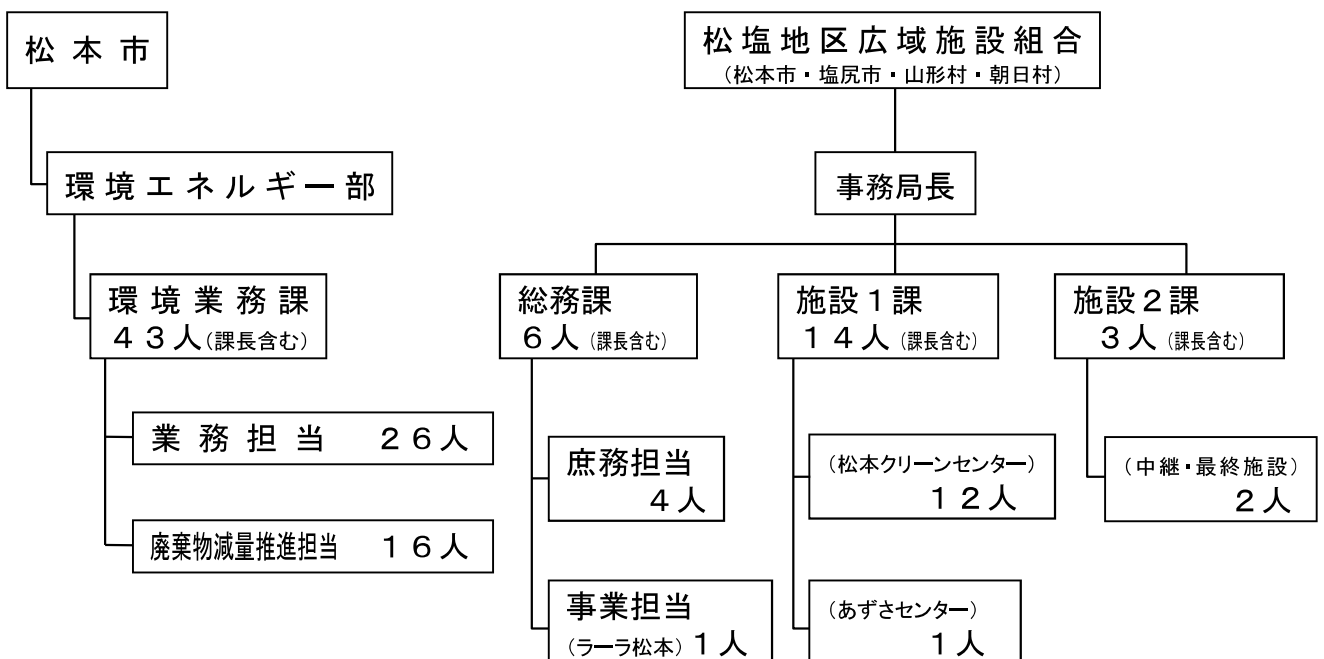 松本市
環境エネルギー部
環境業務課
４３人(課長含む)
業務担当　２６人
廃棄物減量推進担当　１６人
松塩地区広域施設組合
（松本市・塩尻市・山形村・朝日村）
事務局長
総務課
６人（課長含む）
庶務担当
４人
事業担当
（ラーラ松本）１人
施設１課
１４人（課長含む）
（松本クリーンセンター）
１２人
（あずさセンター）
１人
施設２課
３人（課長含む）
（中継・最終施設）
２人